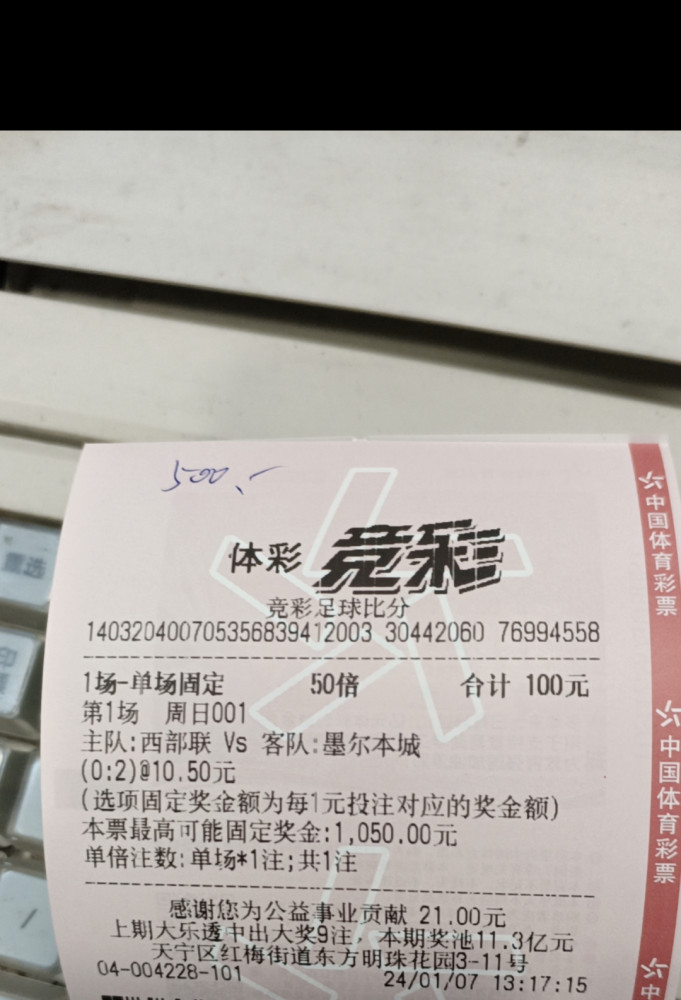 500.-
体彩 竞彩
竞彩足球比分
140320400705356839412003 30442060 76994558
1场-单场固定 50倍 合计 100元
第1场 周日001
主队:西部联 Vs 客队:墨尔本城
(0:2)@10.50元
(选项固定奖金额为每1元投注对应的奖金额)
本票最高可能固定奖金:1,050.00元
单倍注数:单场*1注;共1注
感谢您为公益事业贡献 21.00元
上期大乐透中出大奖9注，本期奖池11.3亿元
天宁区红梅街道东方明珠花园3-11号
04-004228-101 24/01/07 13:17:15
中国体育彩票
中国体育彩票
中
重选
印
票